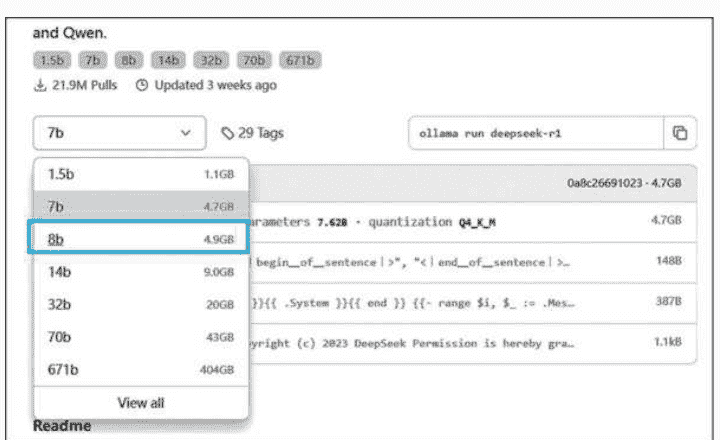 and Qwen.
1.5b 7b 8b 14b 32b 70b 671b
21.9M Pulls Updated 3 weeks ago
7b 29 Tags ollama run deepseek-r1
1.5b 1.1GB
0a8c26691023 · 4.7GB
7b 4.7GB
arameters 7.62B · quantization Q4_K_M 4.7GB
8b 4.9GB
begin__of__sentence|>", "<|end__of__sentence|>… 148B
14b 9.0GB
32b 20GB
}}{{ .System }}{{ end }} {{- range $i, $_ := .Mes… 387B
70b 43GB
yright (c) 2023 DeepSeek Permission is hereby gra… 1.1kB
671b 404GB
View all
Readme